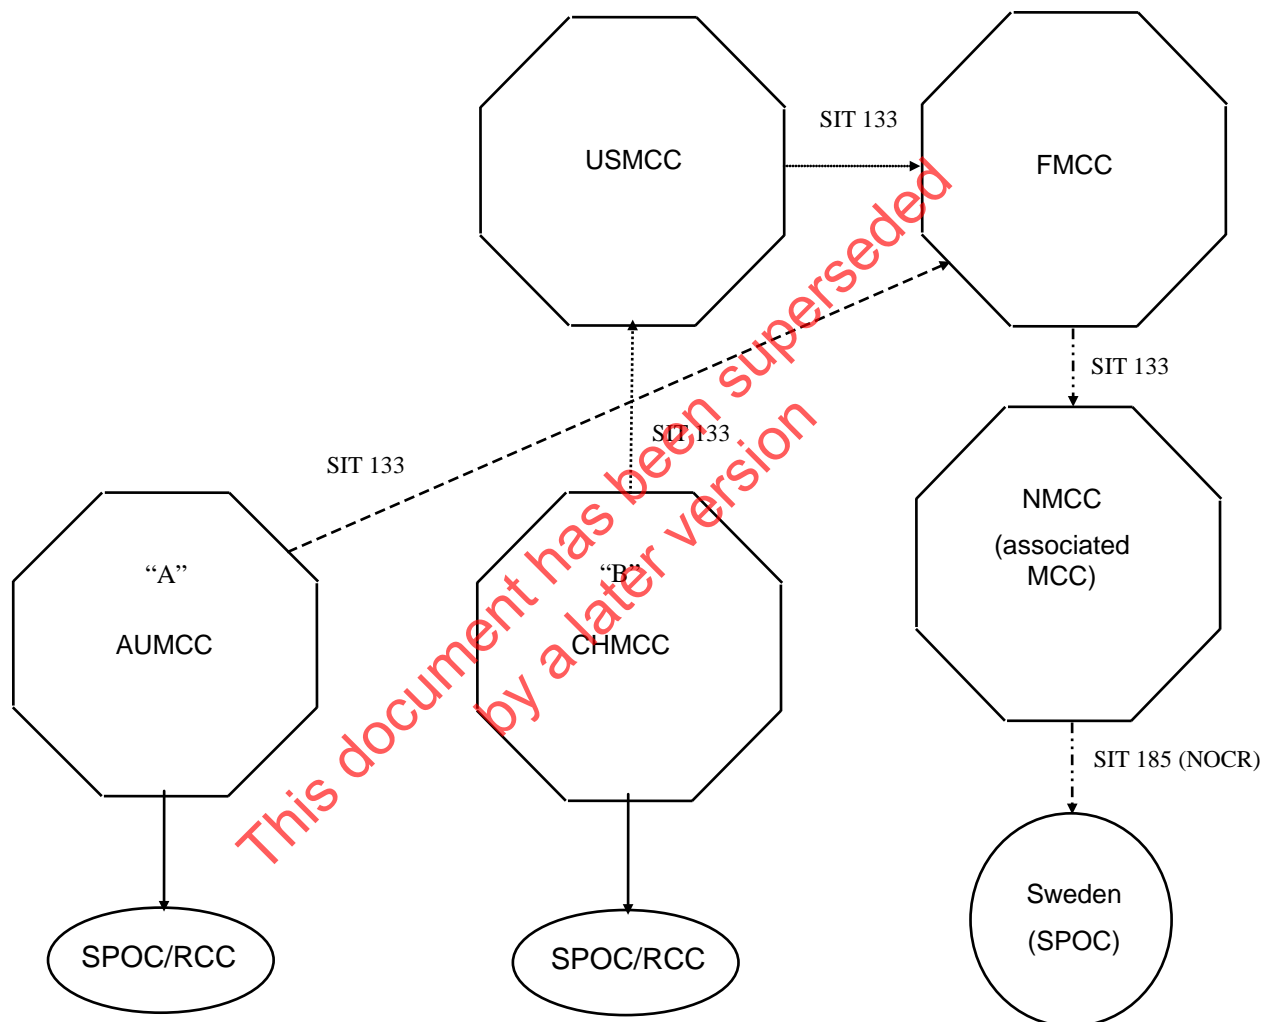 SIT 133
USMCC
FMCC
SIT 133
SIT 133
SIT 133
NMCC
(associated
MCC)
“A”
AUMCC
“B”
CHMCC
SIT 185 (NOCR)
Sweden
(SPOC)
SPOC/RCC
SPOC/RCC
This document has been superseded
by a later version